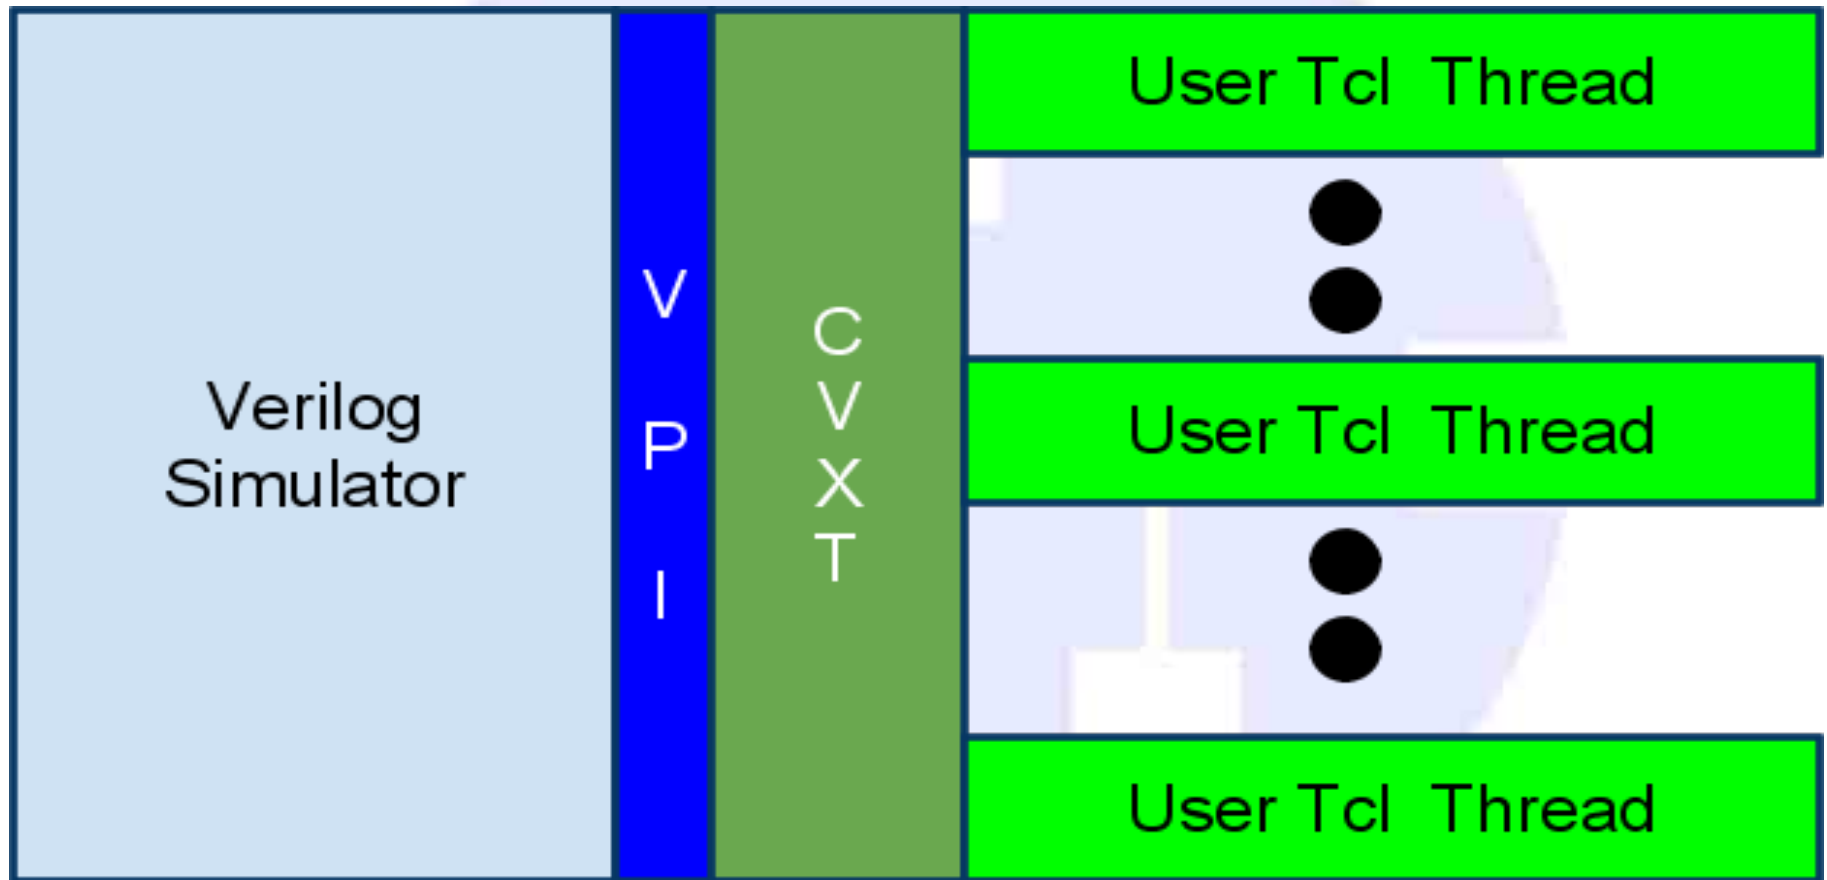 Verilog
Simulator
V
P
I
C
V
X
T
User Tcl Thread
User Tcl Thread
User Tcl Thread